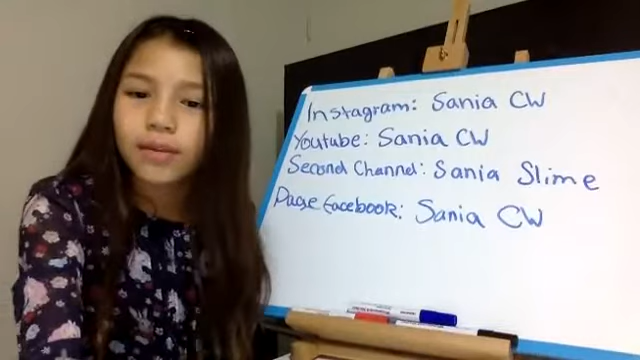 Instagram: Sania CW
Youtube: Sania CW
Second Channel: Sania Slime
Page facebook: Sania CW